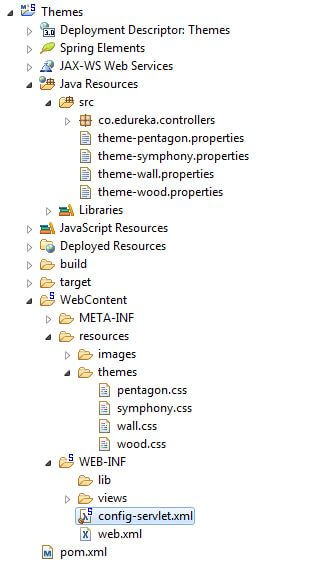 Themes
Deployment Descriptor: Themes
Spring Elements
JAX-WS Web Services
Java Resources
src
co.edureka.controllers
theme-pentagon.properties
theme-symphony.properties
theme-wall.properties
theme-wood.properties
Libraries
JavaScript Resources
Deployed Resources
build
target
WebContent
META-INF
resources
images
themes
pentagon.css
symphony.css
wall.css
wood.css
WEB-INF
lib
views
config-servlet.xml
web.xml
pom.xml